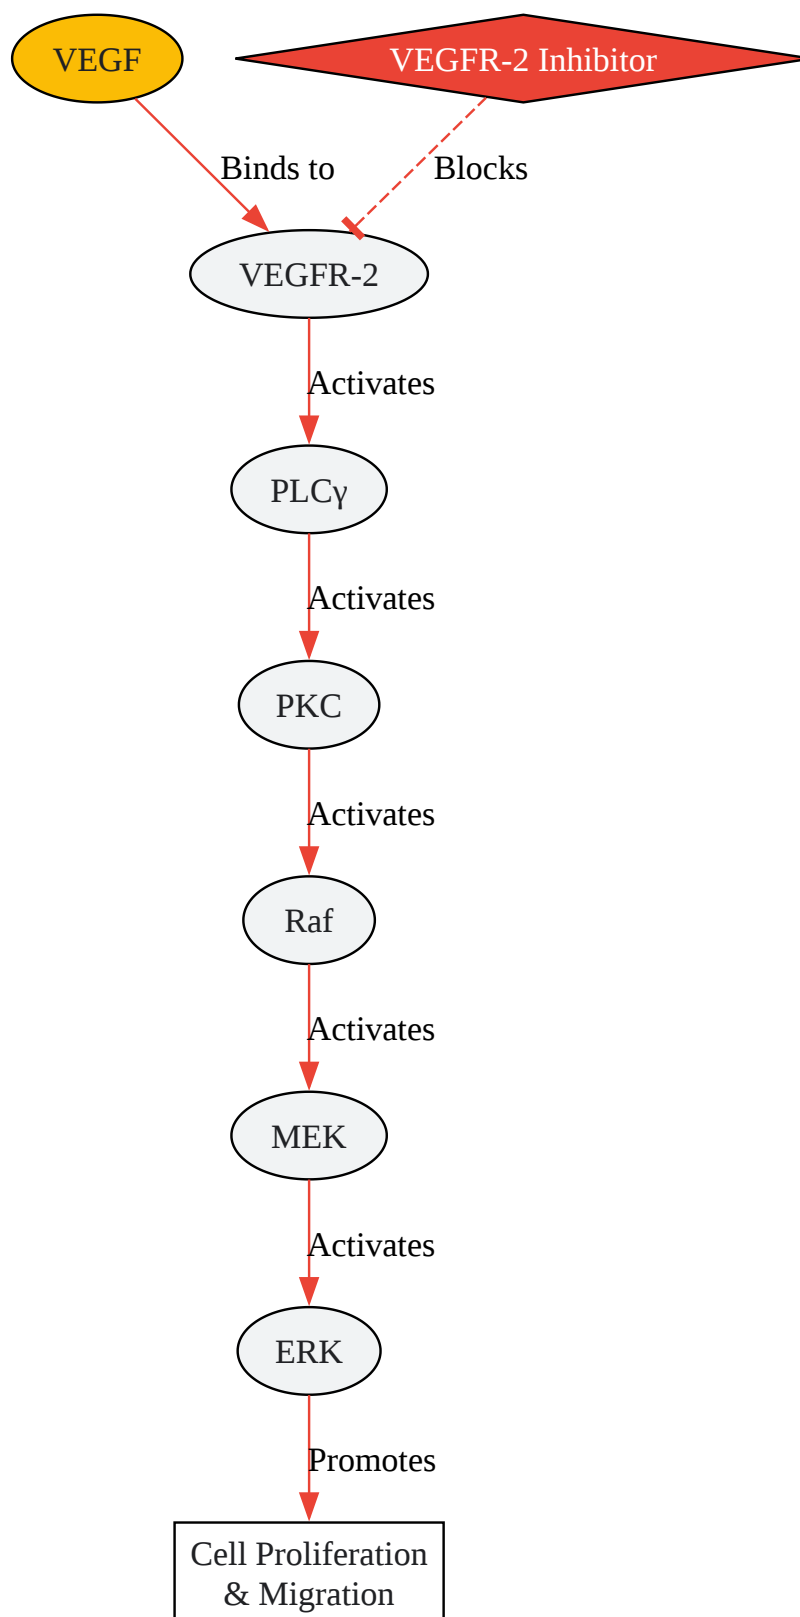 VEGF
VEGFR-2 Inhibitor
Binds to
Blocks
VEGFR-2
Activates
PLCγ
Activates
PKC
Activates
Raf
Activates
MEK
Activates
ERK
Promotes
Cell Proliferation
& Migration